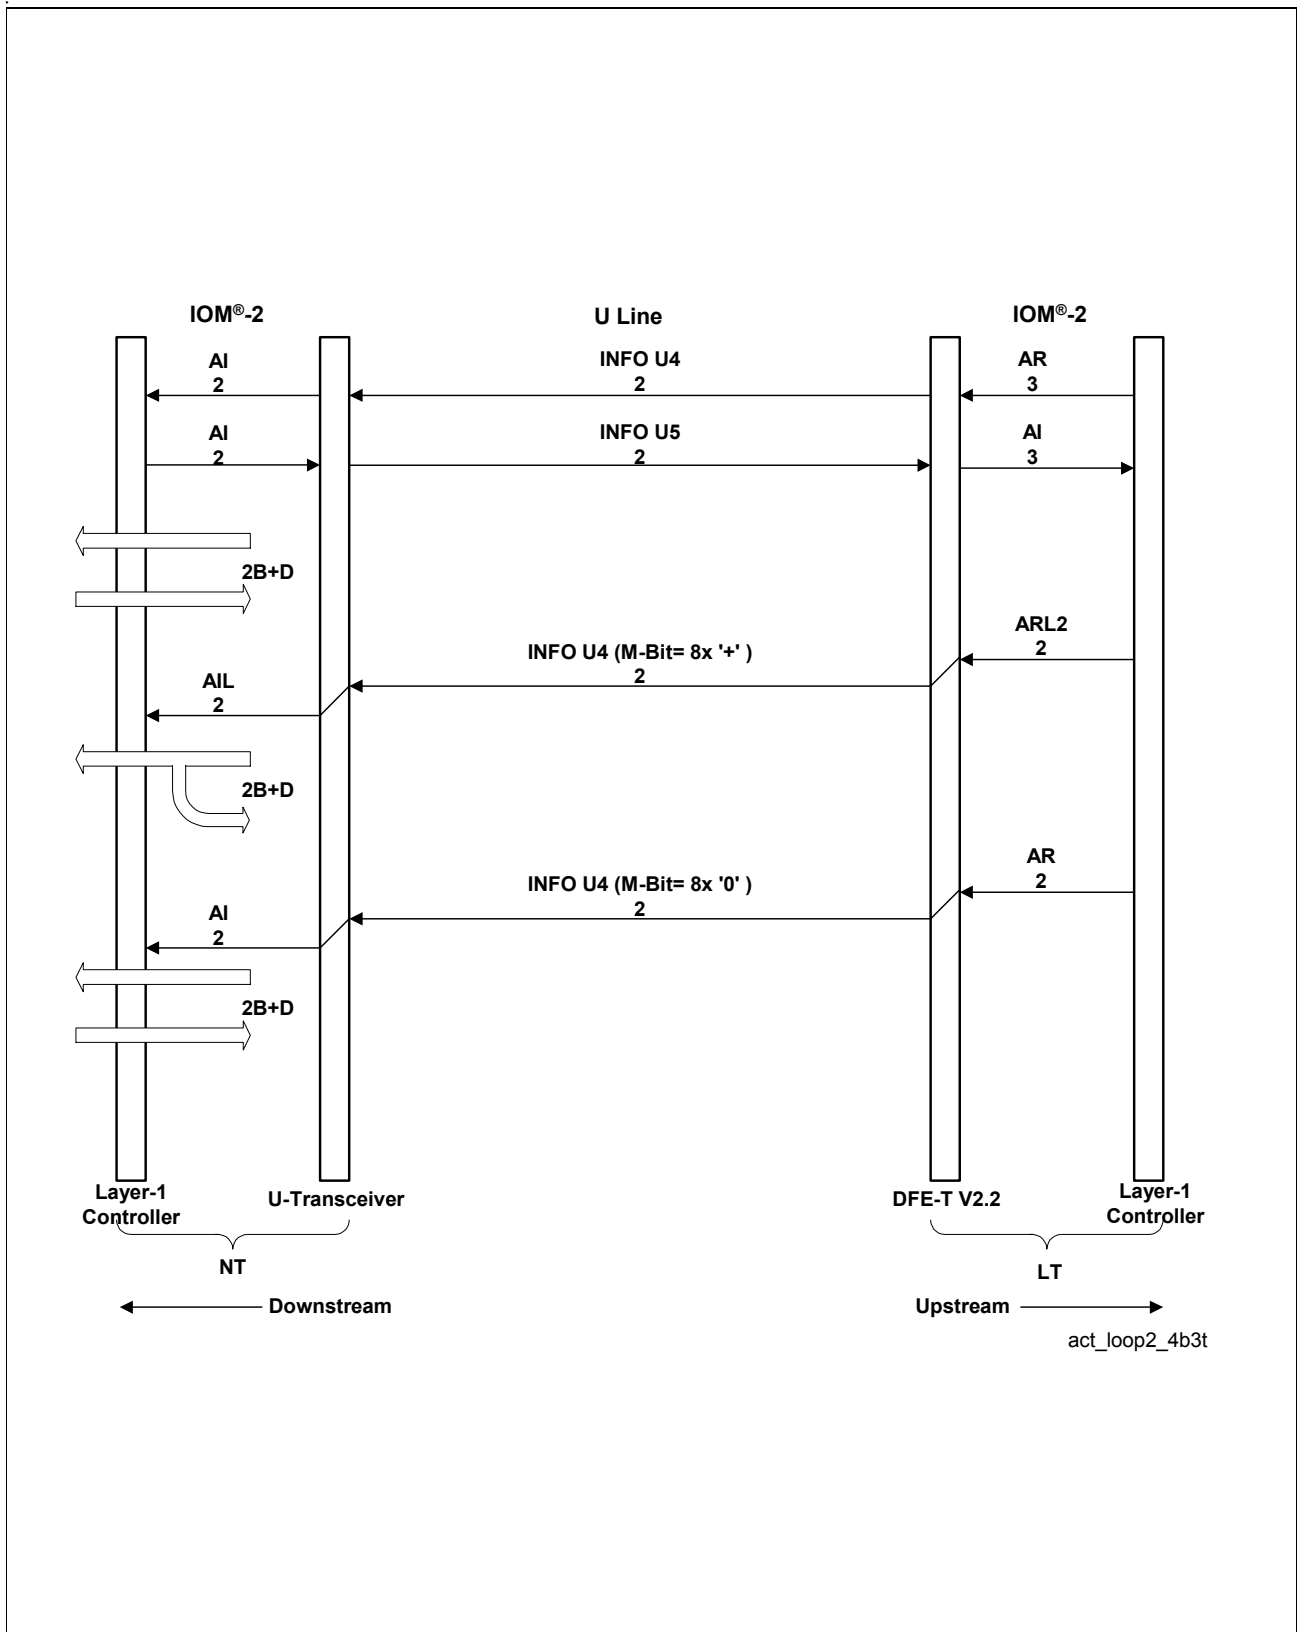 IOM®-2 U Line IOM®-2
AI INFO U4 AR
2 2 3
AI INFO U5 AI
2 2 3
2B+D
ARL2
2
INFO U4 (M-Bit= 8x '+' )
2
AIL
2
2B+D
AR
2
INFO U4 (M-Bit= 8x '0' )
2
AI
2
2B+D
Layer-1
Controller
U-Transceiver
DFE-T V2.2
Layer-1
Controller
NT
LT
Downstream
Upstream
act_loop2_4b3t